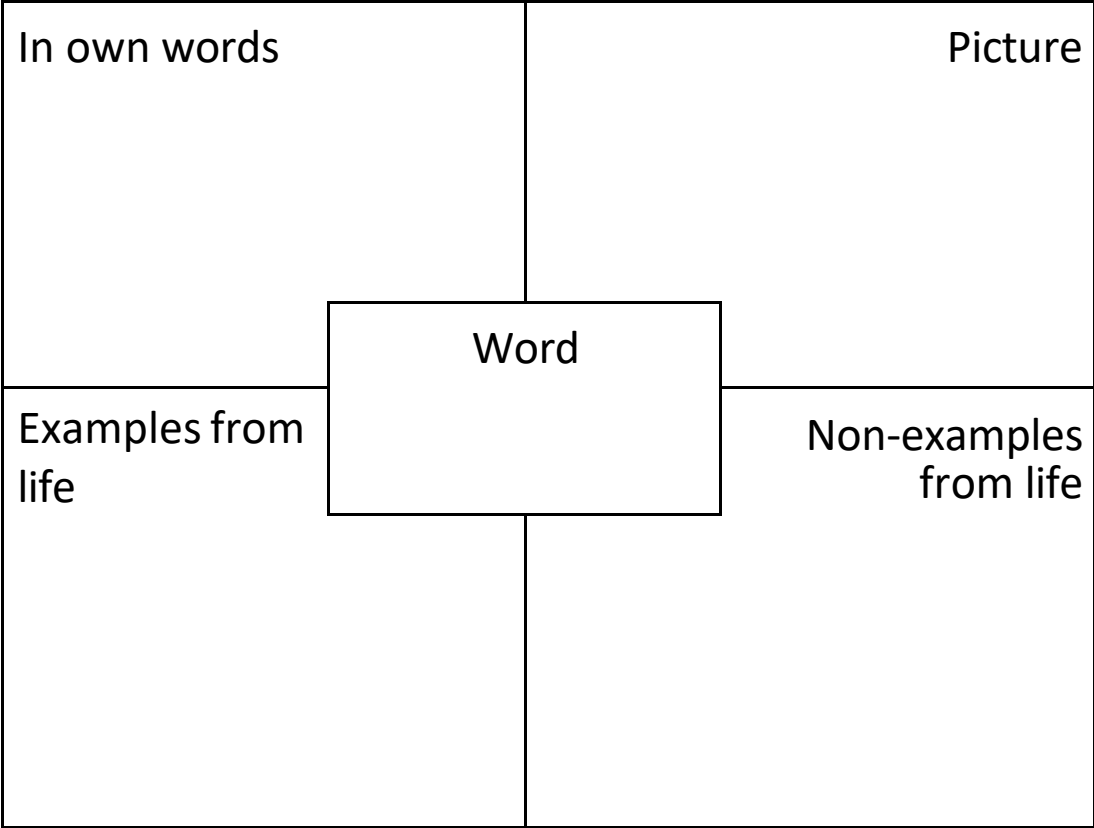 In own words
Picture
Word
Examples from
life
Non-examples
from life